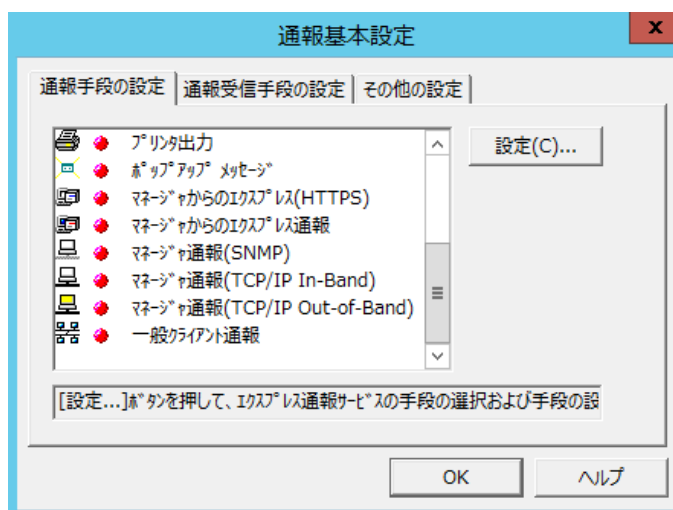 通報基本設定
x
通報手段の設定 通報受信手段の設定 その他の設定
ﾌﾟﾘﾝﾀ出力
ﾎﾟｯﾌﾟｱｯﾌﾟ ﾒｯｾｰｼﾞ
ﾏﾈｰｼﾞｬからのｴｸｽﾌﾟﾚｽ(HTTPS)
ﾏﾈｰｼﾞｬからのｴｸｽﾌﾟﾚｽ通報
ﾏﾈｰｼﾞｬ通報(SNMP)
ﾏﾈｰｼﾞｬ通報(TCP/IP In-Band)
ﾏﾈｰｼﾞｬ通報(TCP/IP Out-of-Band)
一般ｸﾗｲｱﾝﾄ通報
設定(C)...
[設定...]ﾎﾞﾀﾝを押して、ｴｸｽﾌﾟﾚｽ通報ｻｰﾋﾞｽの手段の選択および手段の設
OK ヘルプ